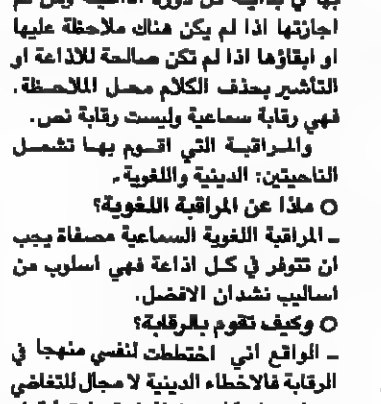 اجازتها اذا لم يكن هناك ملاحظة عليها
او ابقاؤها اذا لم تكن صالحة للاذاعة او
التأشير بحذف الكلام محل الملاحظة.
فهي رقابة سماعية وليست رقابة نص.
والمراقبة التي اقوم بها تشمل
الناحيتين: الدينية واللغوية.
○ ماذا عن المراقبة اللغوية؟
ـ المراقبة اللغوية السماعية مصفاة يجب
ان تتوفر في كل اذاعة فهي اسلوب من
اساليب نشدان الافضل.
○ وكيف تقوم بالرقابة؟
ـ الواقع اني اختططت لنفسي منهجا في
الرقابة فالاخطاء الدينية لا مجال للتغاضي